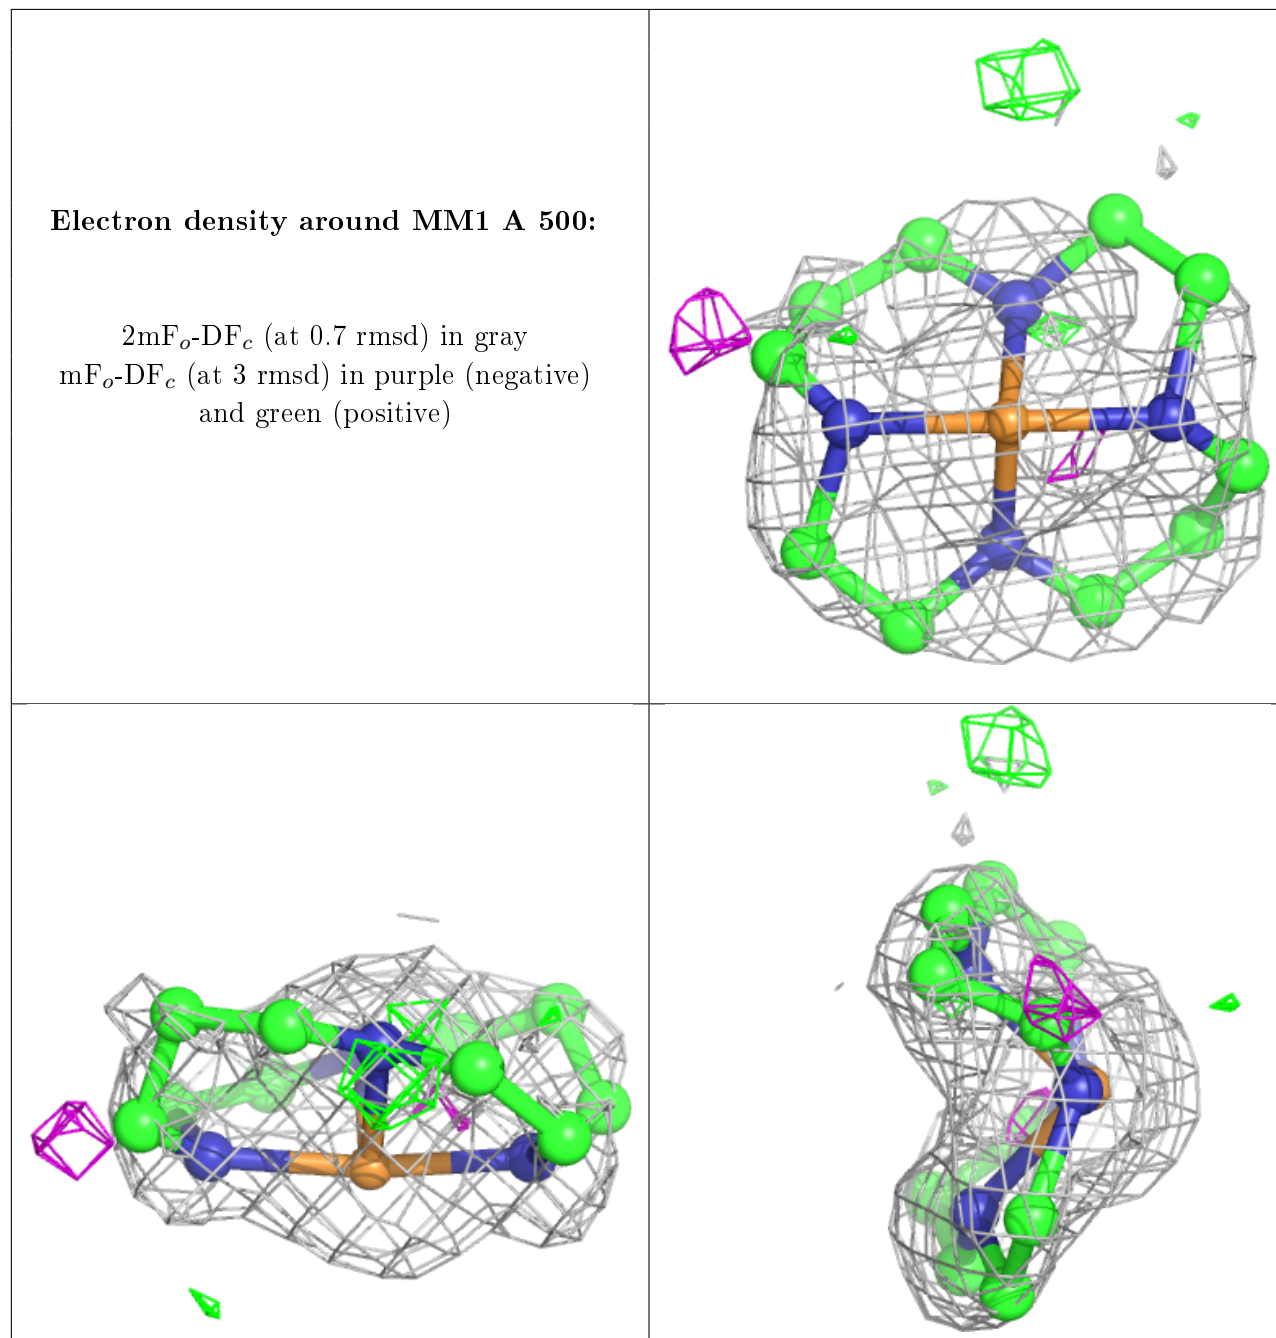 Electron density around MM1 A 500:
2mFo-DFc (at 0.7 rmsd) in gray
mFo-DFc (at 3 rmsd) in purple (negative)
and green (positive)